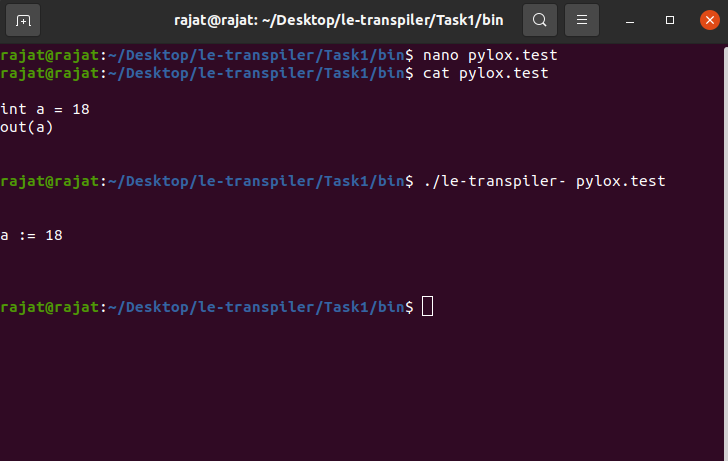 rajat@rajat: ~/Desktop/le-transpiler/Task1/bin
rajat@rajat:~/Desktop/le-transpiler/Task1/bin$ nano pylox.test
rajat@rajat:~/Desktop/le-transpiler/Task1/bin$ cat pylox.test
int a = 18
out(a)
rajat@rajat:~/Desktop/le-transpiler/Task1/bin$ ./le-transpiler- pylox.test
a := 18
rajat@rajat:~/Desktop/le-transpiler/Task1/bin$